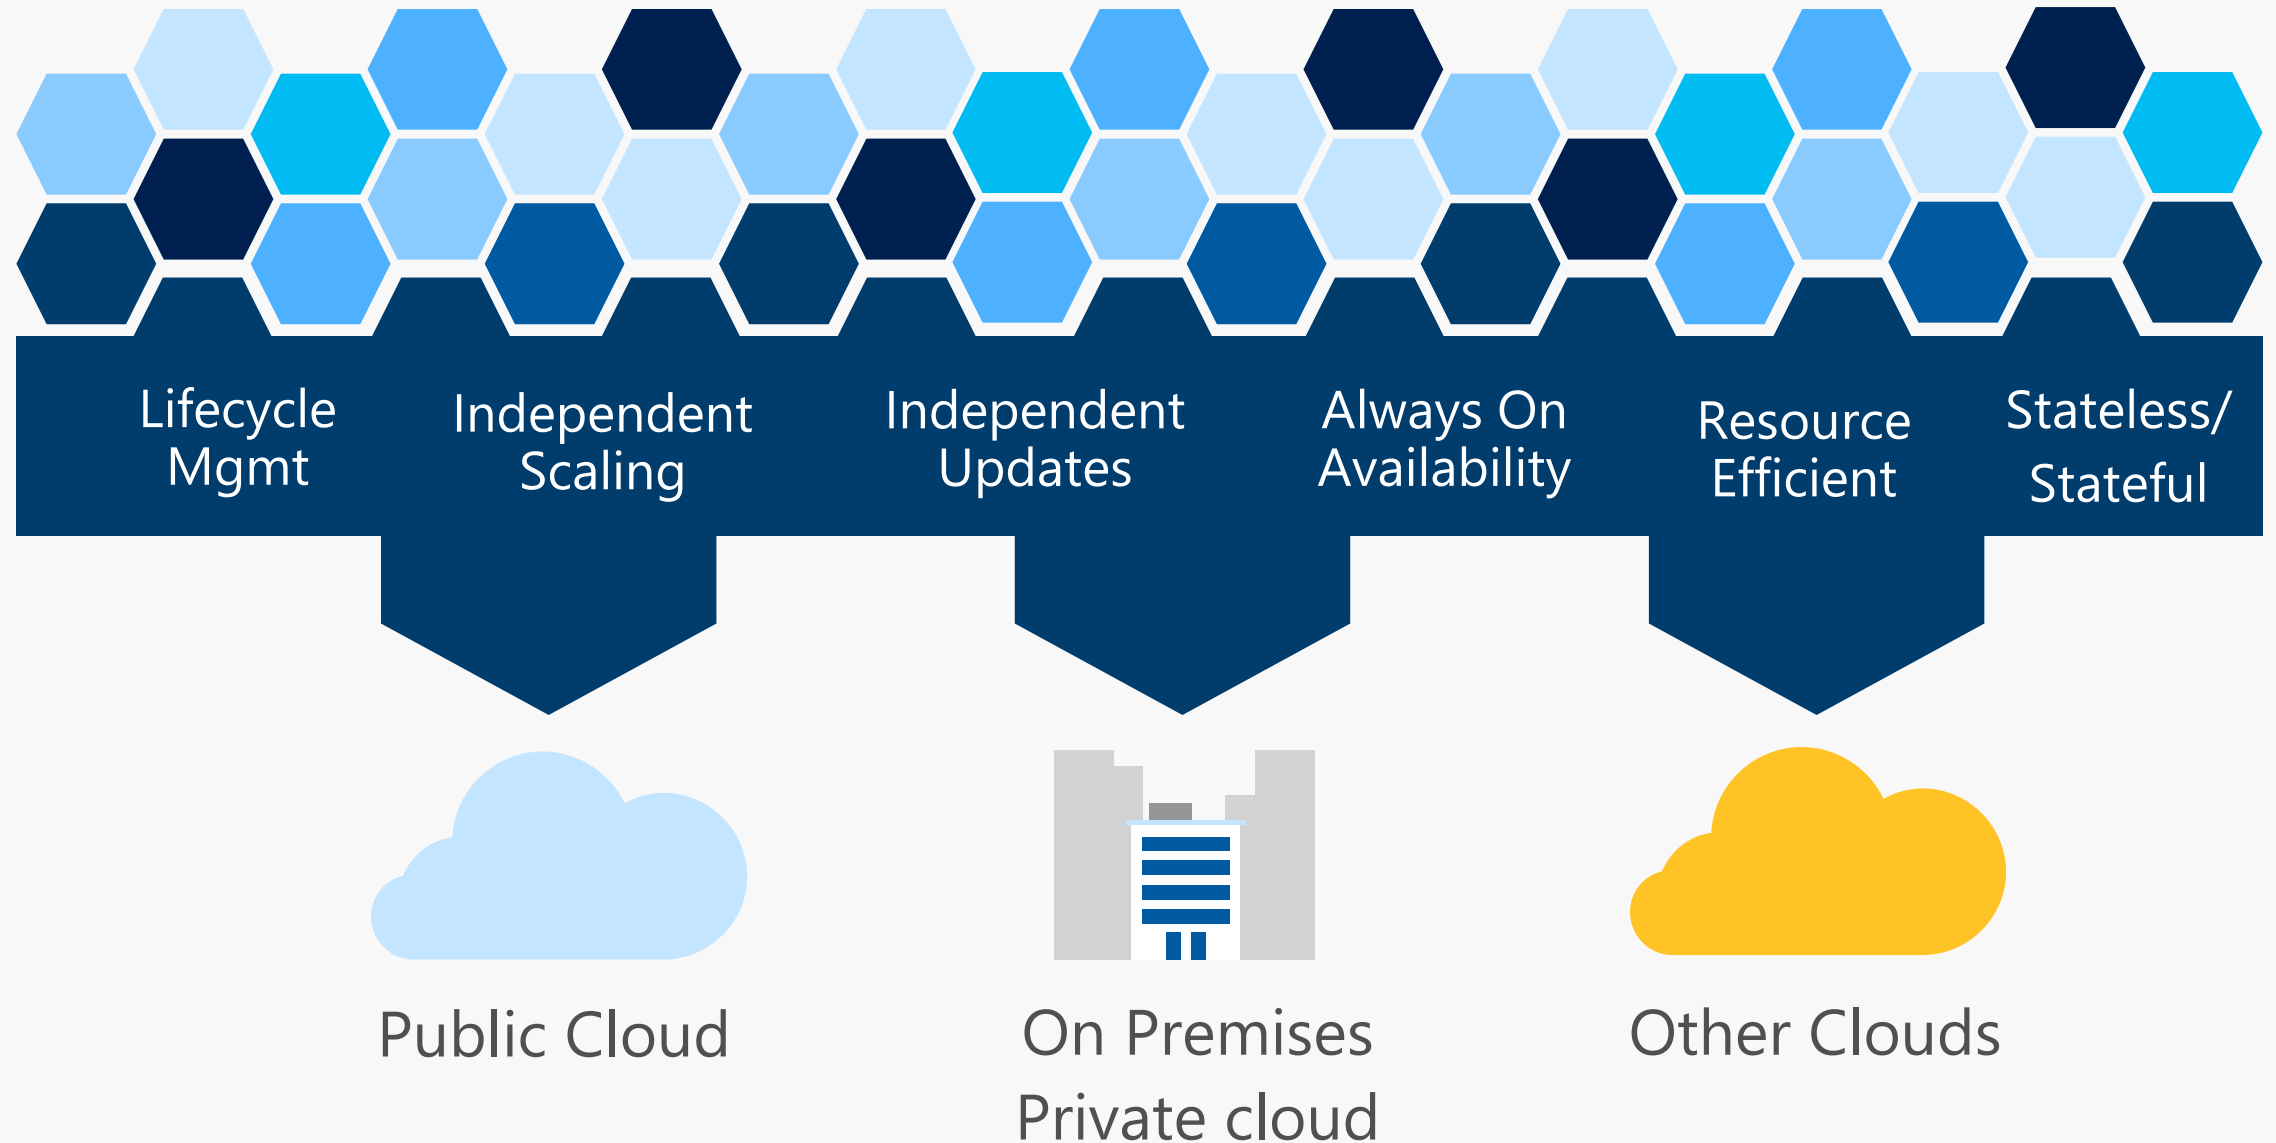 Lifecycle
Mgmt
Independent
Scaling
Independent
Updates
Always On
Availability
Resource
Efficient
Stateless/
Stateful
Public Cloud
On Premises
Private cloud
Other Clouds